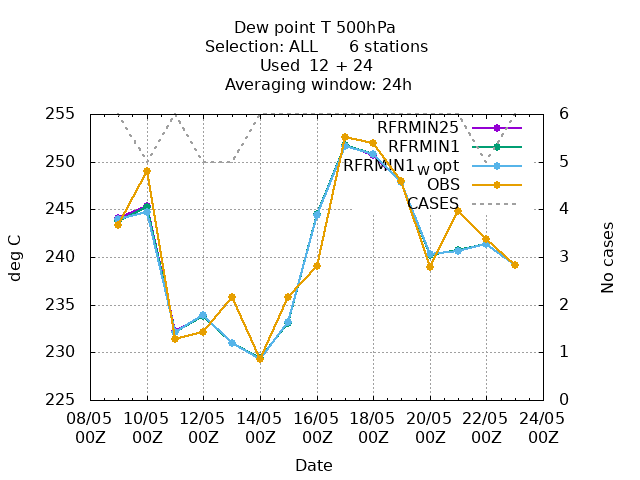 Dew point T 500hPa
Selection: ALL 6 stations
Used 12 + 24
Averaging window: 24h
255
250
245
240
235
230
225
deg C
6
5
4
3
2
1
0
No cases
RFRMIN25
RFRMIN1
RFRMIN1w opt
OBS
CASES
08/05 10/05 12/05 14/05 16/05 18/05 20/05 22/05 24/05
00Z 00Z 00Z 00Z 00Z 00Z 00Z 00Z 00Z
Date